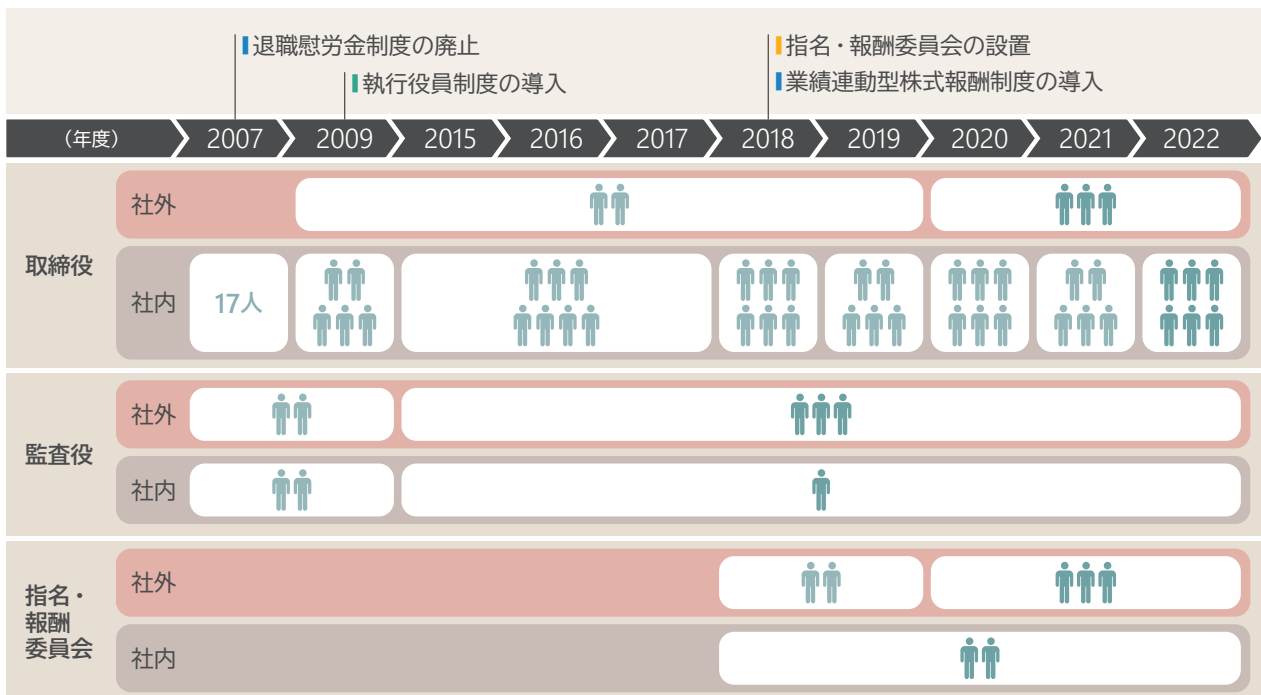 退職慰労金制度の廃止
指名・報酬委員会の設置
執行役員制度の導入
業績連動型株式報酬制度の導入
（年度） 2007 2009 2015 2016 2017 2018 2019 2020 2021 2022
取締役
社外
社内
17人
監査役
社外
社内
指名・
報酬
委員会
社外
社内